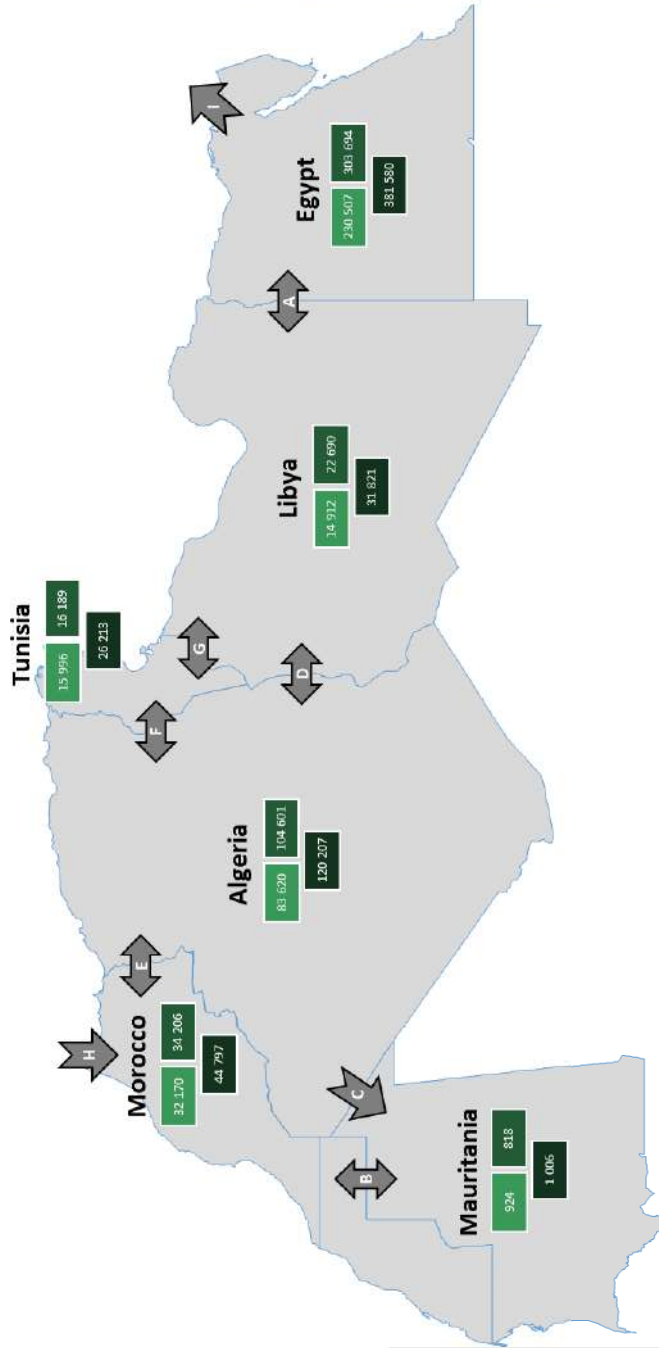 Tunisia
15 996
16 189
26 213
H
Morocco
32 170
34 206
44 797
E
F
G
Algeria
83 620
104 601
120 207
D
Libya
14 912
22 690
31 821
A
Egypt
230 507
303 694
381 580
I
C
B
Mauritania
924
818
1 006